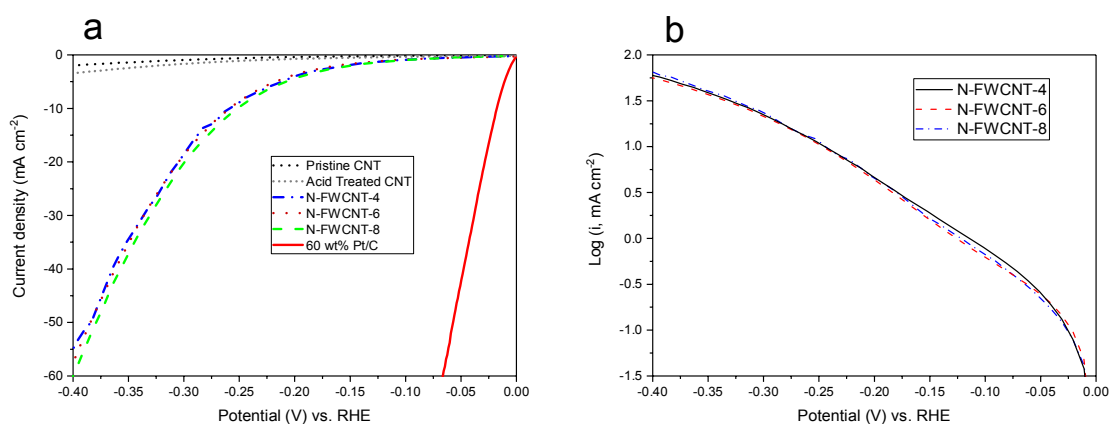 a
0
-10
-20
-30
-40
-50
-60
Current density (mA cm-2)
Pristine CNT
Acid Treated CNT
N-FWCNT-4
N-FWCNT-6
N-FWCNT-8
60 wt% Pt/C
-0.40 -0.35 -0.30 -0.25 -0.20 -0.15 -0.10 -0.05 0.00
Potential (V) vs. RHE
b
2.0
1.5
1.0
0.5
0.0
-0.5
-1.0
-1.5
Log (i, mA cm-2)
N-FWCNT-4
N-FWCNT-6
N-FWCNT-8
-0.40 -0.35 -0.30 -0.25 -0.20 -0.15 -0.10 -0.05 0.00
Potential (V) vs. RHE